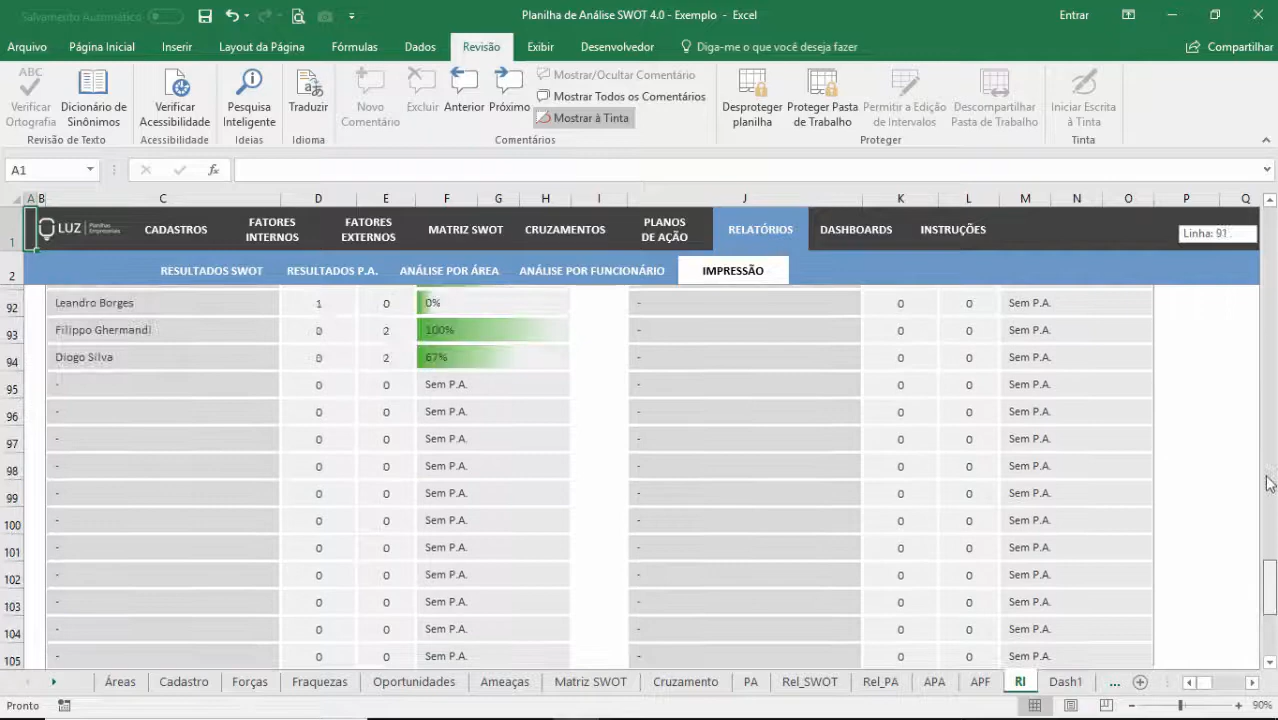 Salvamento Automático
Planilha de Análise SWOT 4.0 - Exemplo - Excel
Entrar
Arquivo Página Inicial Inserir Layout da Página Fórmulas Dados Revisão Exibir Desenvolvedor Diga-me o que você deseja fazer Compartilhar
ABC
Verificar Ortografia
Dicionário de Sinônimos
Verificar Acessibilidade
Pesquisa Inteligente
Traduzir
Novo Comentário
Excluir
Anterior
Próximo
Mostrar/Ocultar Comentário
Mostrar Todos os Comentários
Mostrar à Tinta
Desproteger planilha
Proteger Pasta de Trabalho
Permitir a Edição de Intervalos
Descompartilhar Pasta de Trabalho
Iniciar Escrita à Tinta
Revisão de Texto Acessibilidade Ideias Idioma Comentários Proteger Tinta
A1 fx
A B C D E F G H I J K L M N O P Q
1 LUZ Planilhas Empresariais CADASTROS FATORES INTERNOS FATORES EXTERNOS MATRIZ SWOT CRUZAMENTOS PLANOS DE AÇÃO RELATÓRIOS DASHBOARDS INSTRUÇÕES Linha: 91
2 RESULTADOS SWOT RESULTADOS P.A. ANÁLISE POR ÁREA ANÁLISE POR FUNCIONÁRIO IMPRESSÃO
92 Leandro Borges 1 0 0% - 0 0 Sem P.A.
93 Filippo Ghermandi 0 2 100% - 0 0 Sem P.A.
94 Diogo Silva 0 2 67% - 0 0 Sem P.A.
95 - 0 0 Sem P.A. - 0 0 Sem P.A.
96 - 0 0 Sem P.A. - 0 0 Sem P.A.
97 - 0 0 Sem P.A. - 0 0 Sem P.A.
98 - 0 0 Sem P.A. - 0 0 Sem P.A.
99 - 0 0 Sem P.A. - 0 0 Sem P.A.
100 - 0 0 Sem P.A. - 0 0 Sem P.A.
101 - 0 0 Sem P.A. - 0 0 Sem P.A.
102 - 0 0 Sem P.A. - 0 0 Sem P.A.
103 - 0 0 Sem P.A. - 0 0 Sem P.A.
104 - 0 0 Sem P.A. - 0 0 Sem P.A.
105 - 0 0 Sem P.A. - 0 0 Sem P.A.
Áreas Cadastro Forças Fraquezas Oportunidades Ameaças Matriz SWOT Cruzamento PA Rel_SWOT Rel_PA APA APF RI Dash1 ...
Pronto 90%